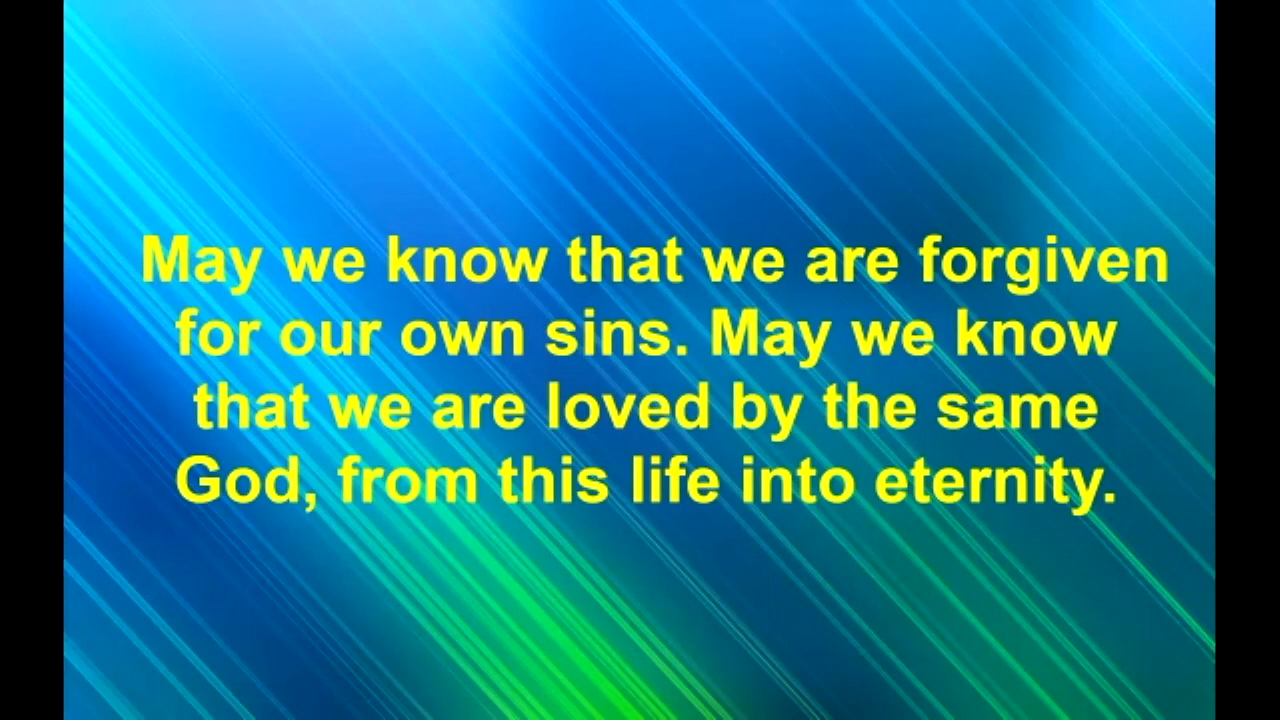 May we know that we are forgiven
for our own sins. May we know
that we are loved by the same
God, from this life into eternity.